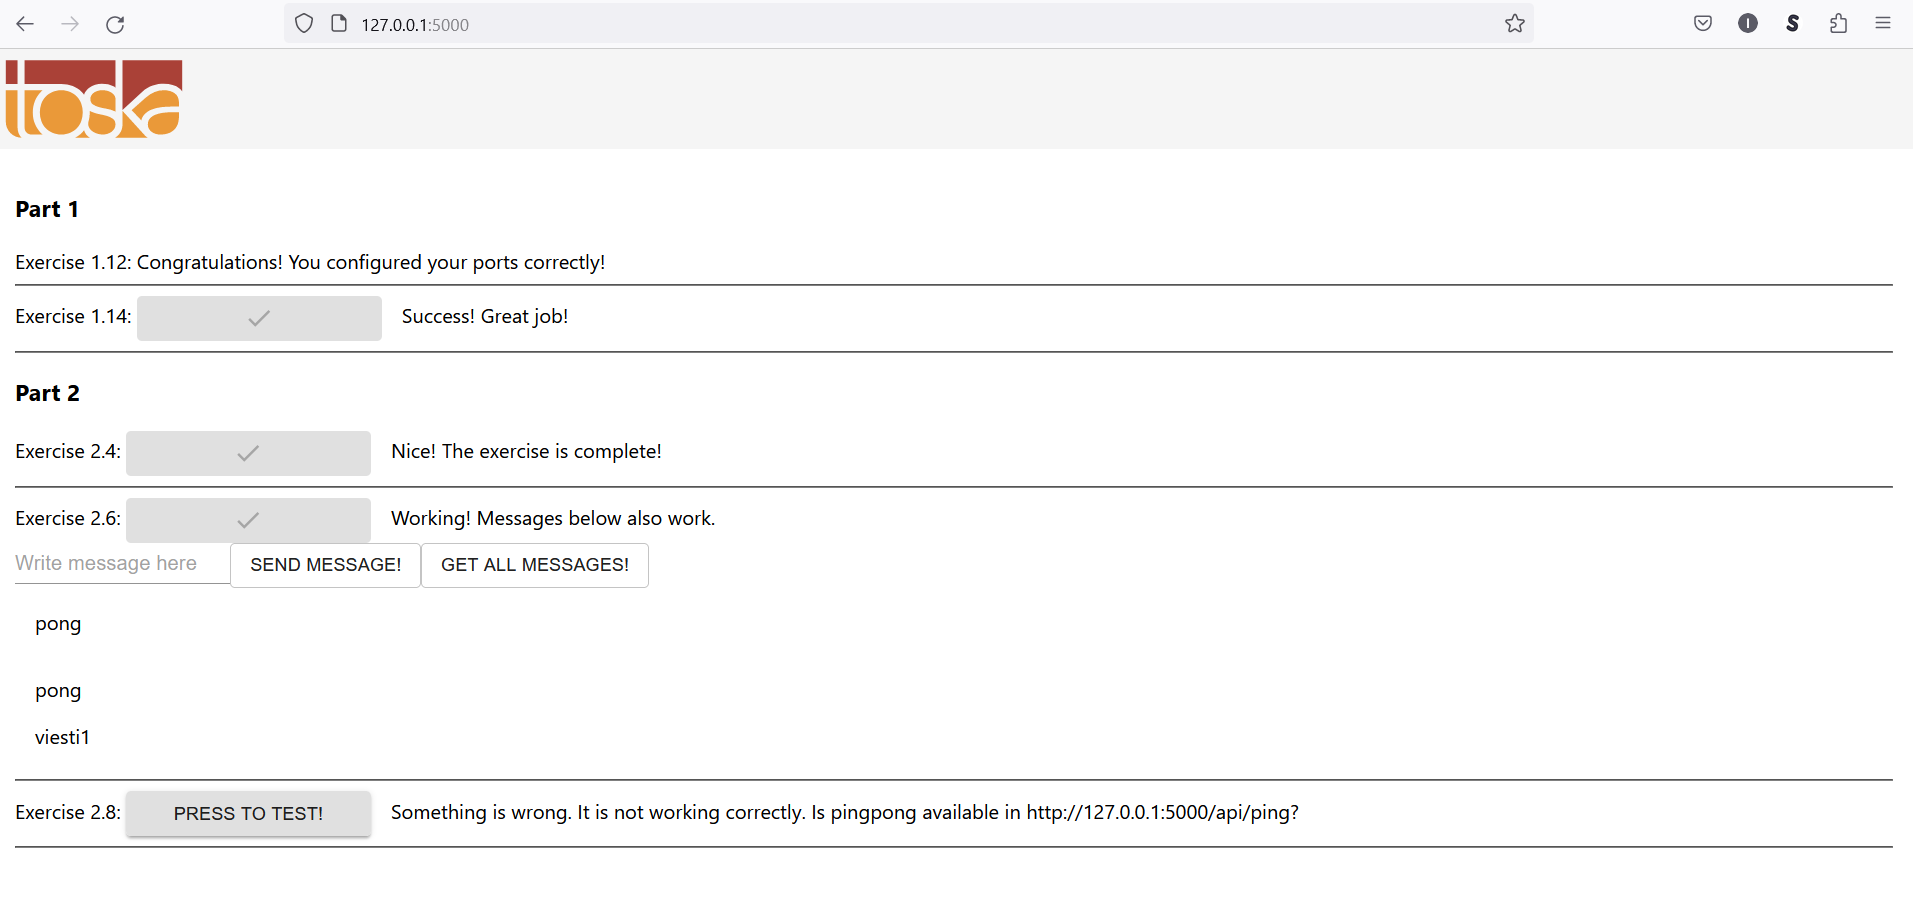 127.0.0.1:5000
toska
Part 1
Exercise 1.12: Congratulations! You configured your ports correctly!
Exercise 1.14: Success! Great job!
Part 2
Exercise 2.4: Nice! The exercise is complete!
Exercise 2.6: Working! Messages below also work.
Write message here SEND MESSAGE! GET ALL MESSAGES!
pong
pong
viesti1
Exercise 2.8: PRESS TO TEST! Something is wrong. It is not working correctly. Is pingpong available in http://127.0.0.1:5000/api/ping?